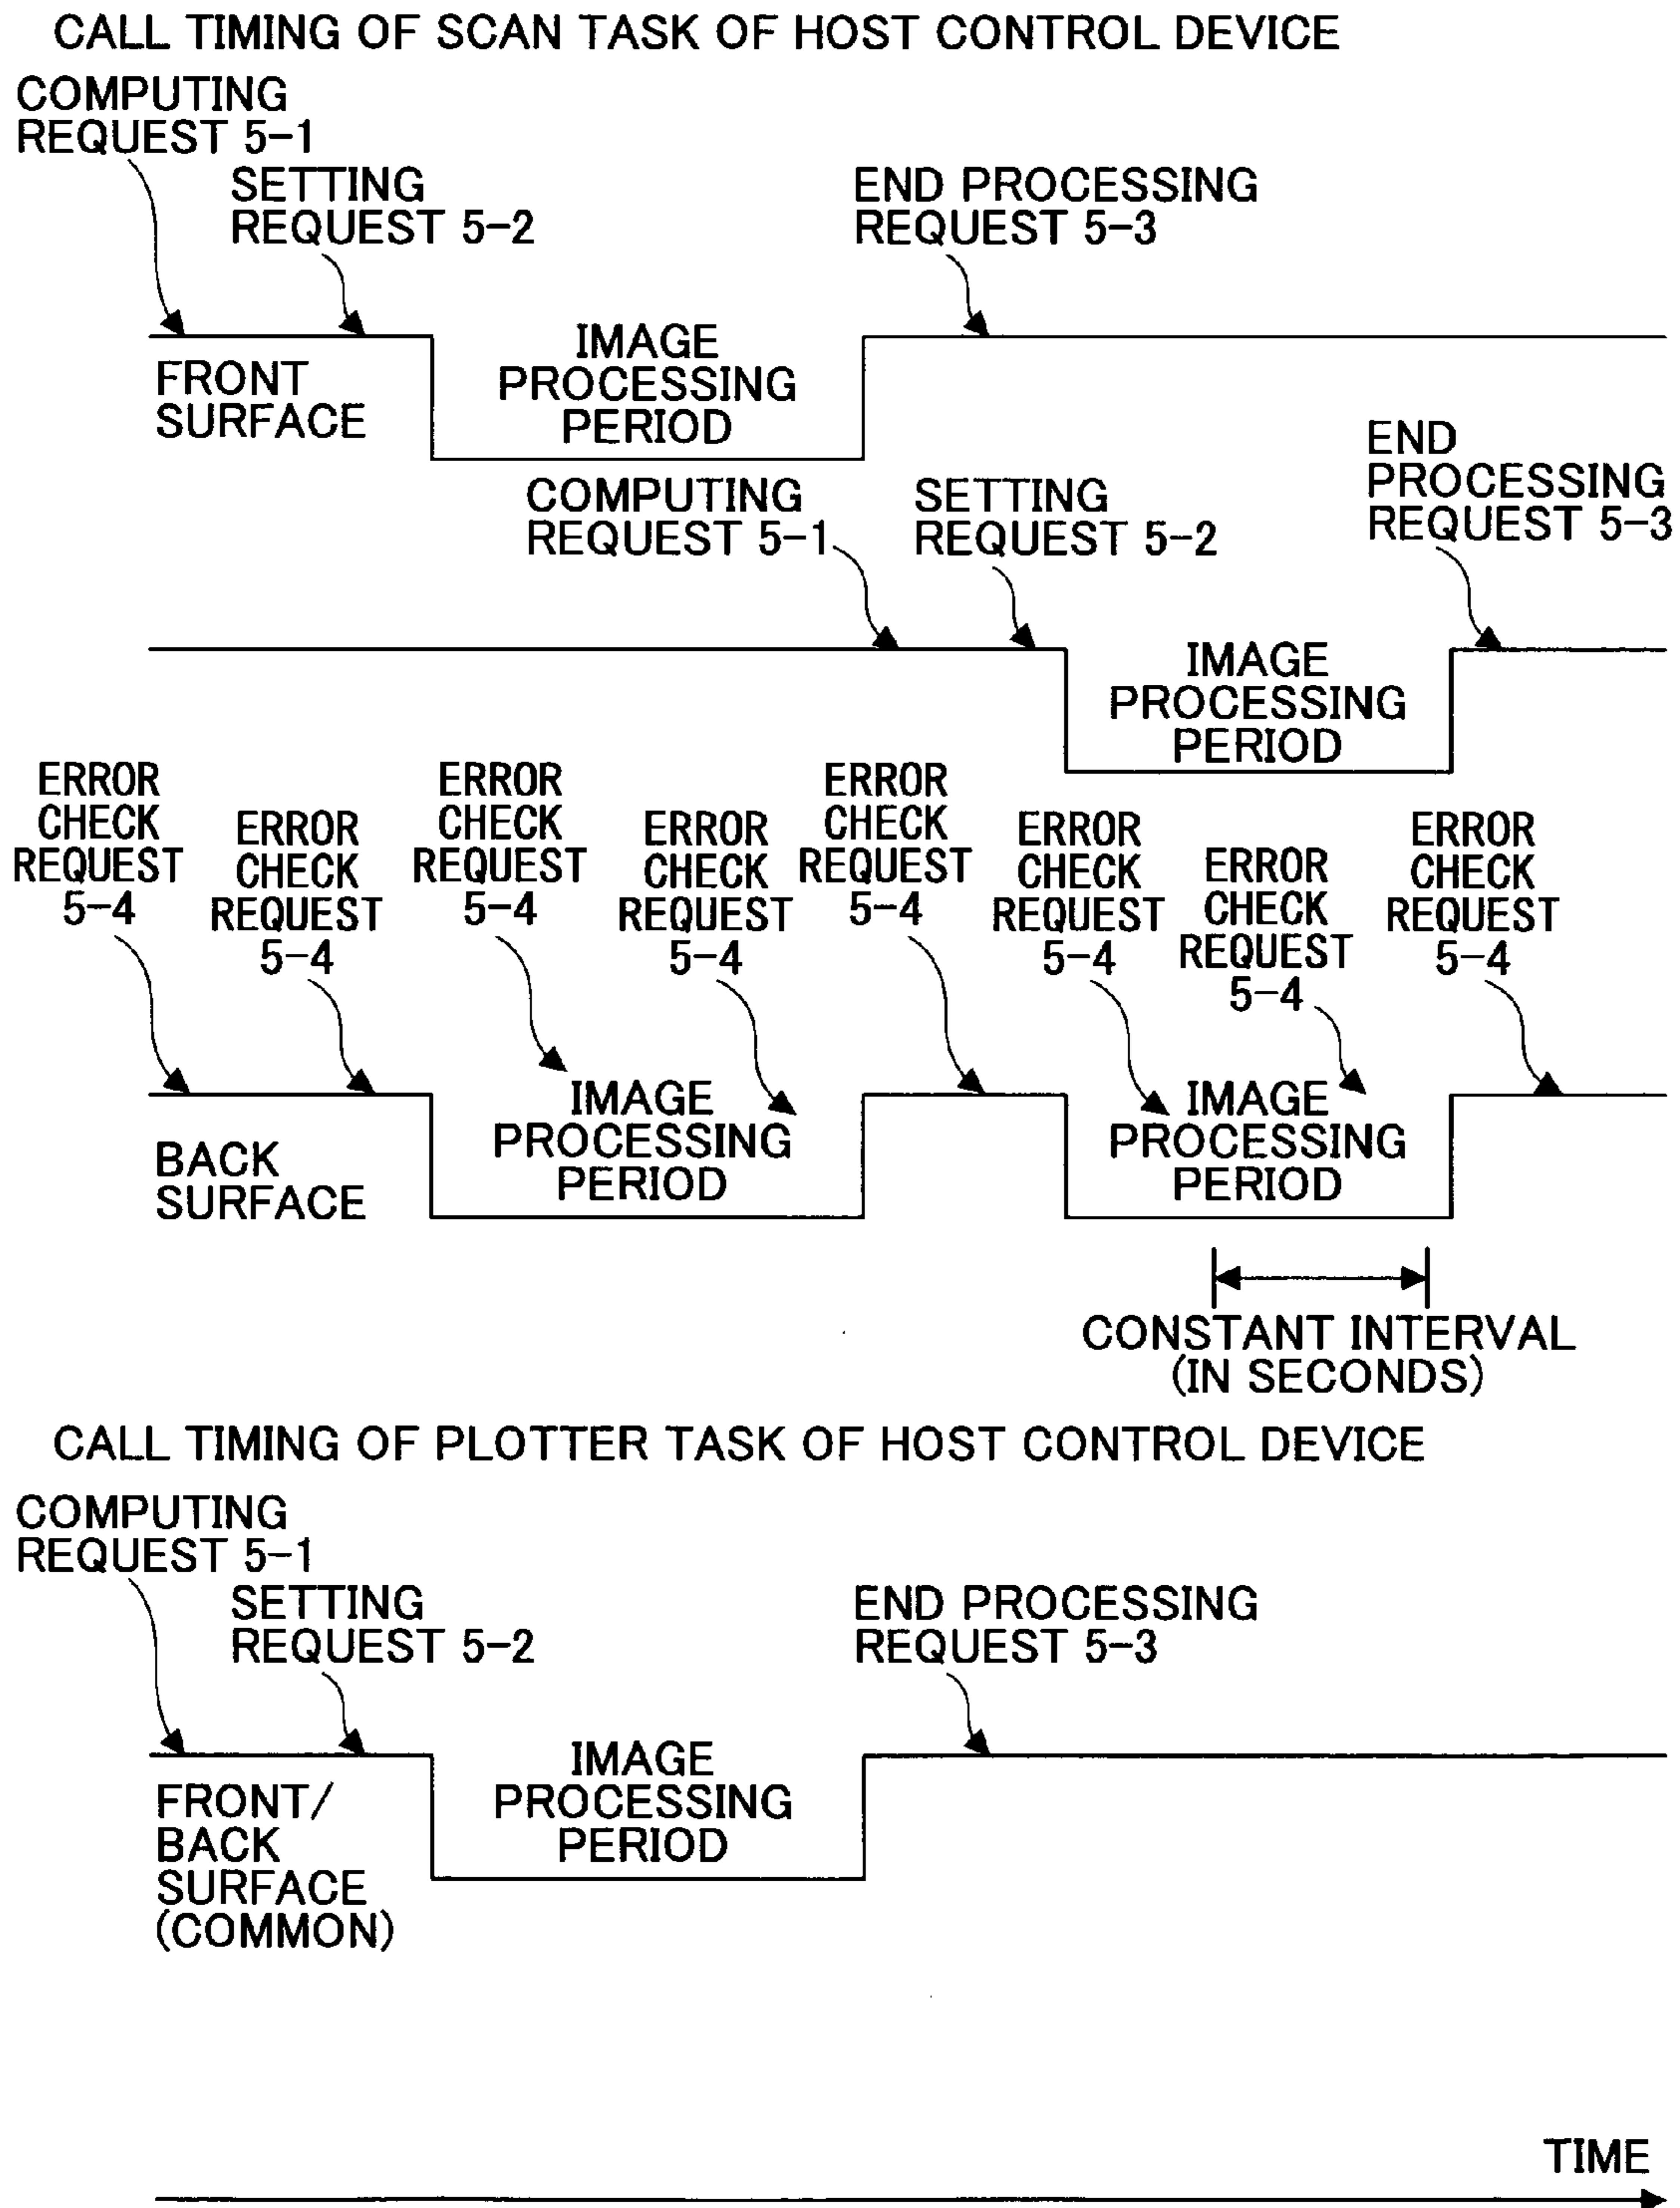 CALL TIMING OF SCAN TASK OF HOST CONTROL DEVICE
COMPUTING
REQUEST 5-1
SETTING
REQUEST 5-2
END PROCESSING
REQUEST 5-3
FRONT
SURFACE
IMAGE
PROCESSING
PERIOD
COMPUTING
REQUEST 5-1
SETTING
REQUEST 5-2
END
PROCESSING
REQUEST 5-3
IMAGE
PROCESSING
PERIOD
ERROR
CHECK
REQUEST
5-4
ERROR
CHECK
REQUEST
5-4
ERROR
CHECK
REQUEST
5-4
ERROR
CHECK
REQUEST
5-4
ERROR
CHECK
REQUEST
5-4
ERROR
CHECK
REQUEST
5-4
ERROR
CHECK
REQUEST
5-4
ERROR
CHECK
REQUEST
5-4
BACK
SURFACE
IMAGE
PROCESSING
PERIOD
IMAGE
PROCESSING
PERIOD
CONSTANT INTERVAL
(IN SECONDS)
CALL TIMING OF PLOTTER TASK OF HOST CONTROL DEVICE
COMPUTING
REQUEST 5-1
SETTING
REQUEST 5-2
END PROCESSING
REQUEST 5-3
FRONT/
BACK
SURFACE
(COMMON)
IMAGE
PROCESSING
PERIOD
TIME